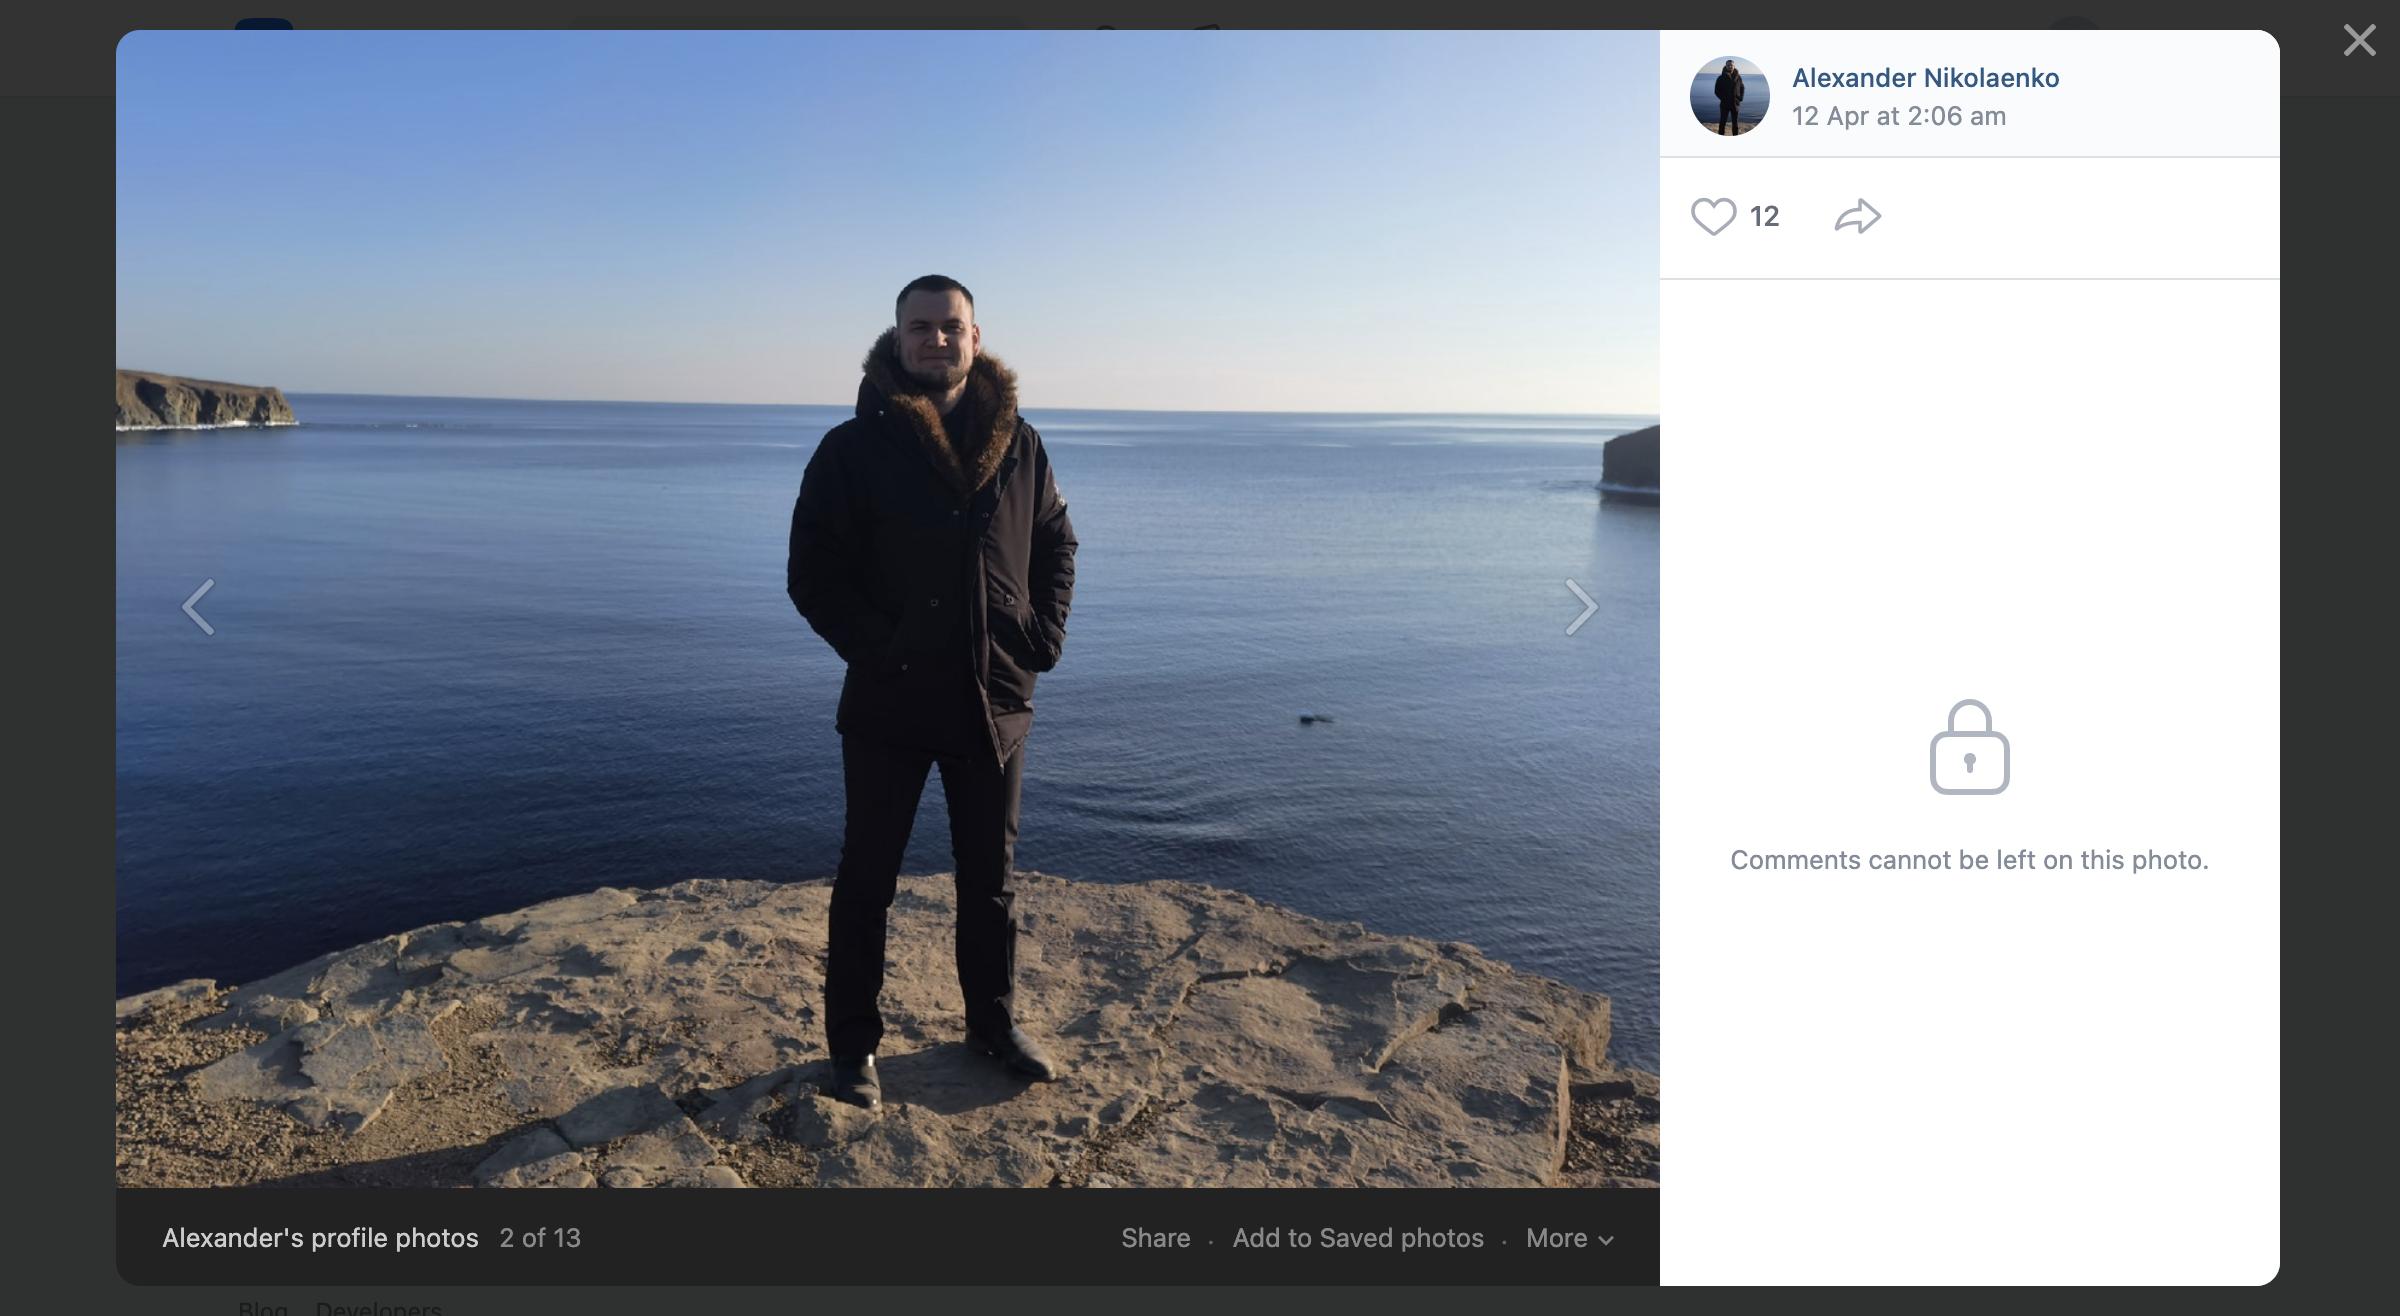 Alexander Nikolaenko
12 Apr at 2:06 am
12
Comments cannot be left on this photo.
Alexander's profile photos 2 of 13
Share · Add to Saved photos · More
Blog Developers